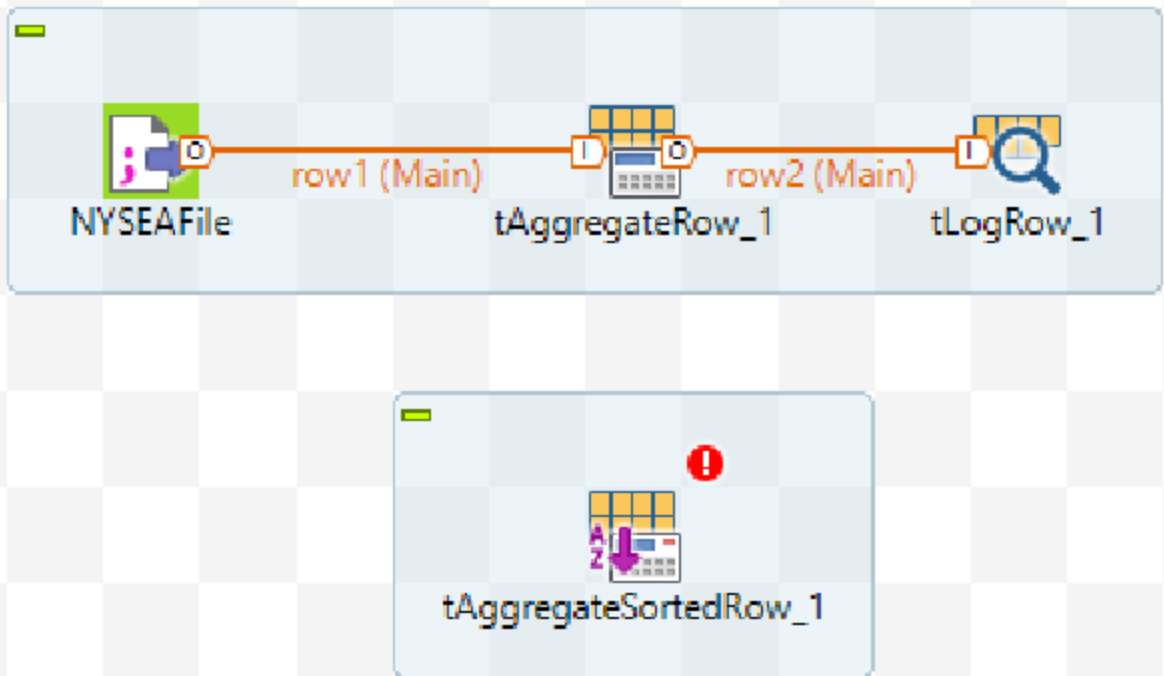 O
row1 (Main)
I
O
row2 (Main)
I
NYSEAFile
tAggregateRow_1
tLogRow_1
!
A
Z
tAggregateSortedRow_1